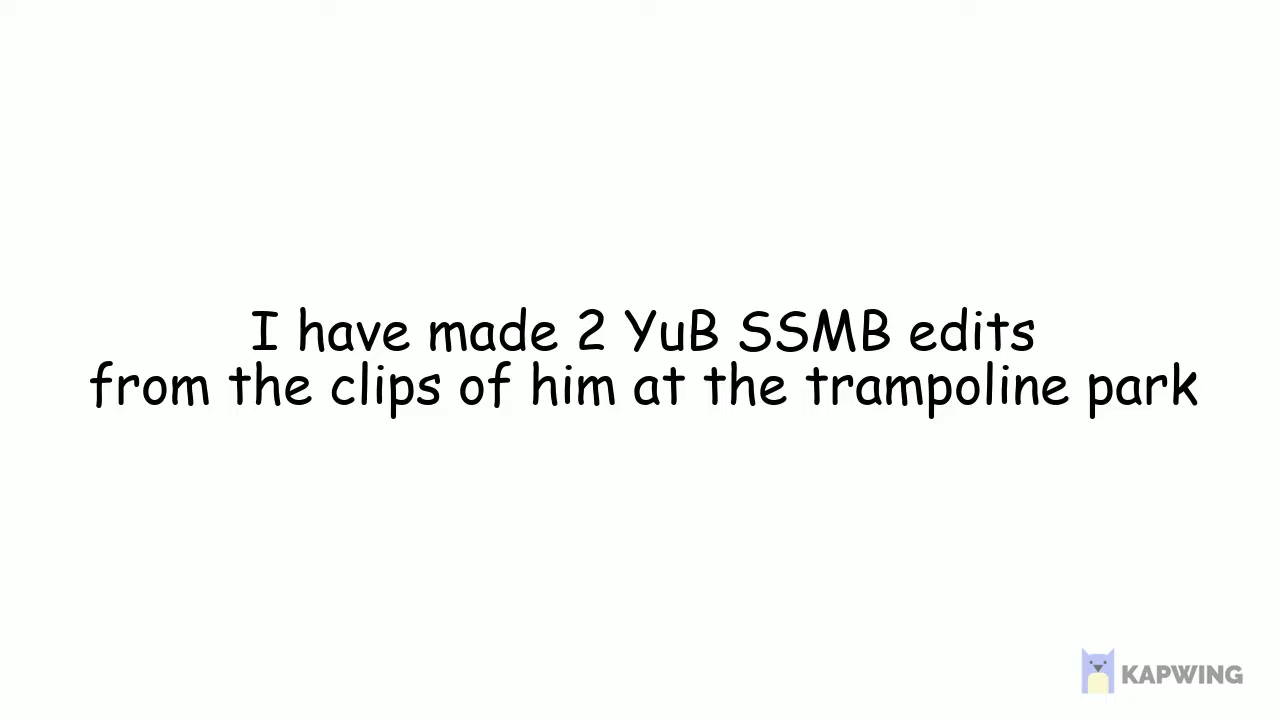 I have made 2 YuB SSMB edits
from the clips of him at the trampoline park
KAPWING